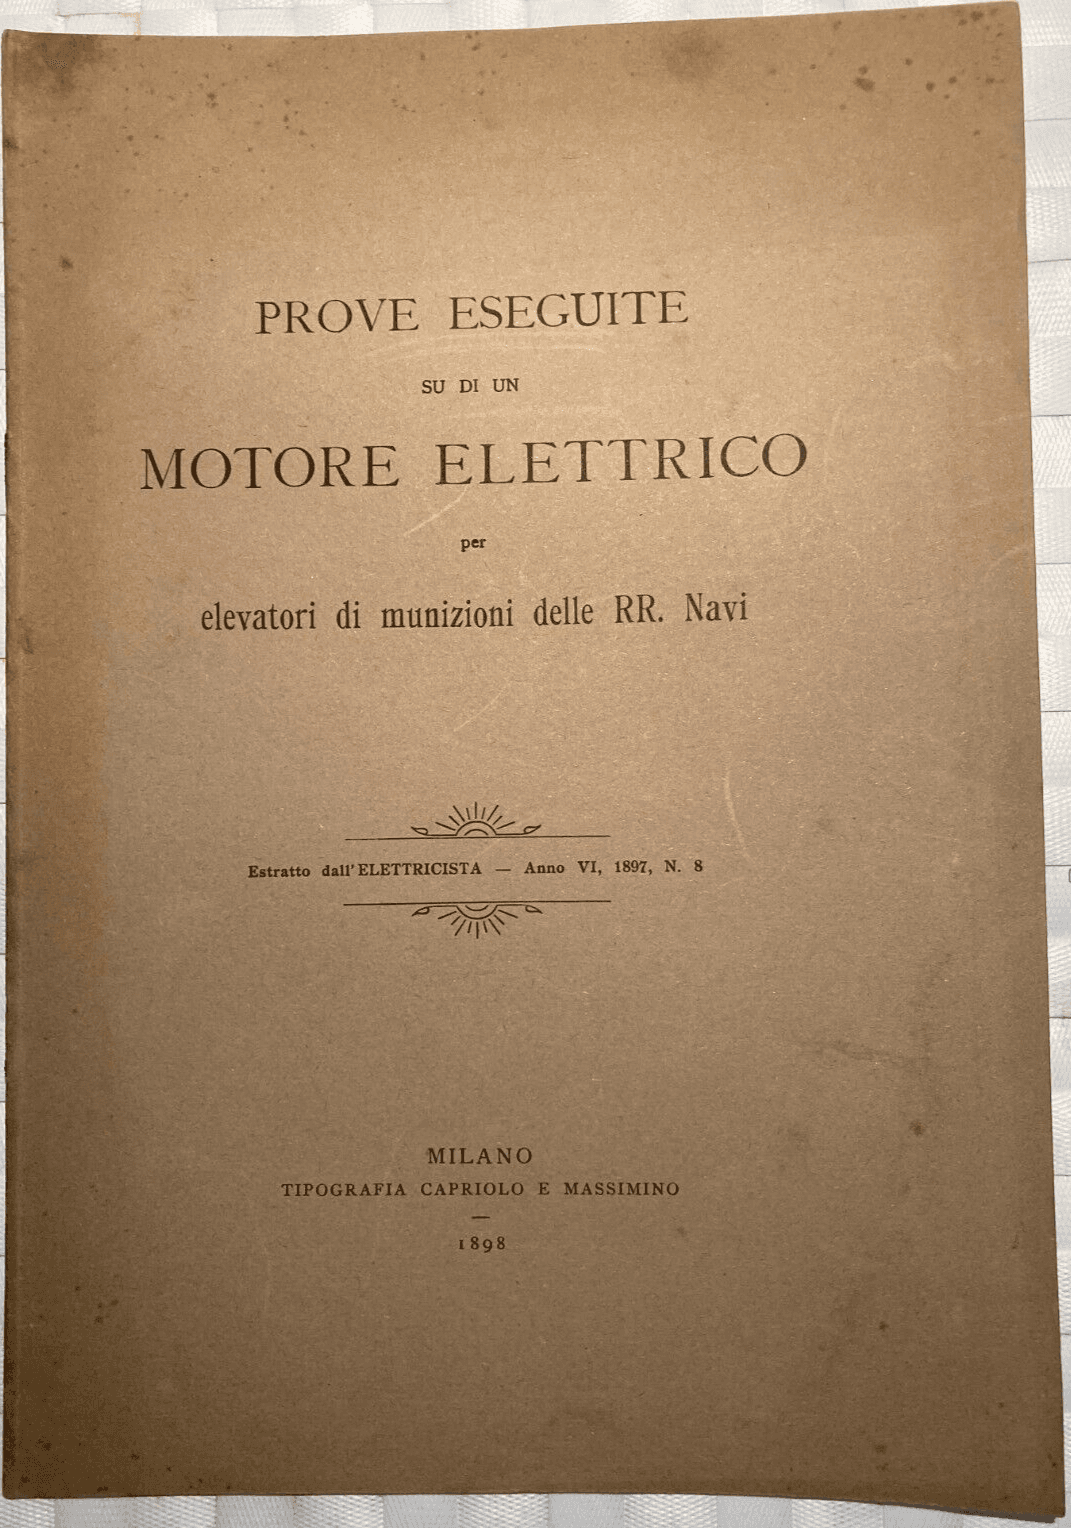 PROVE ESEGUITE
SU DI UN
MOTORE ELETTRICO
per
elevatori di munizioni delle RR. Navi
Estratto dall'ELETTRICISTA — Anno VI, 1897, N. 8
MILANO
TIPOGRAFIA CAPRIOLO E MASSIMINO
—
1898